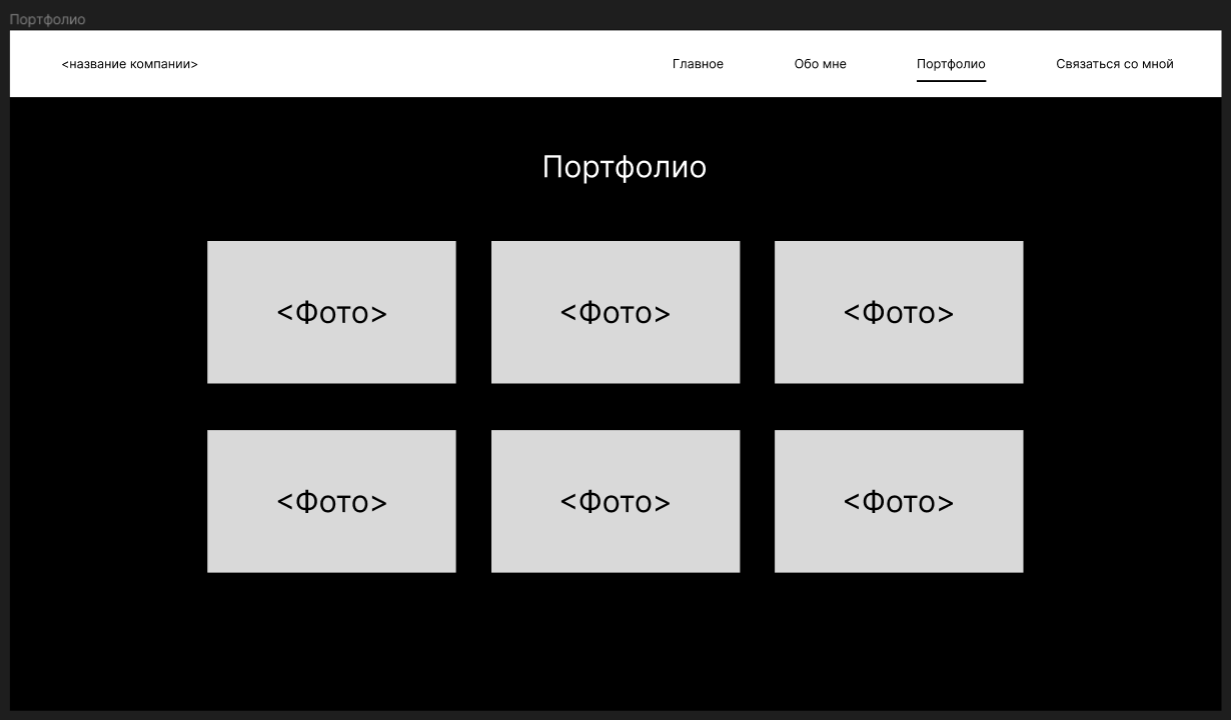 Портфолио
<название компании>
Главное
Обо мне
Портфолио
Связаться со мной
Портфолио
<Фото>
<Фото>
<Фото>
<Фото>
<Фото>
<Фото>